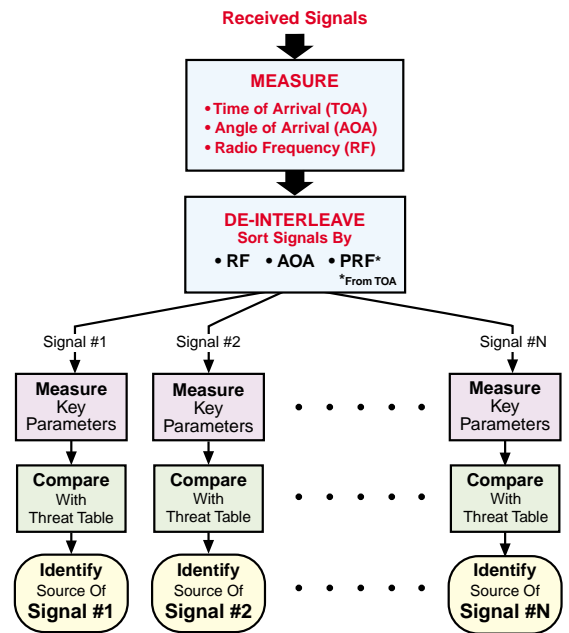 Received Signals
MEASURE
• Time of Arrival (TOA)
• Angle of Arrival (AOA)
• Radio Frequency (RF)
DE-INTERLEAVE
Sort Signals By
• RF • AOA • PRF*
*From TOA
Signal #1 Signal #2 Signal #N
Measure Measure Measure
Key Key Key
Parameters Parameters Parameters
Compare Compare Compare
With With With
Threat Table Threat Table Threat Table
Identify Identify Identify
Source Of Source Of Source Of
Signal #1 Signal #2 Signal #N